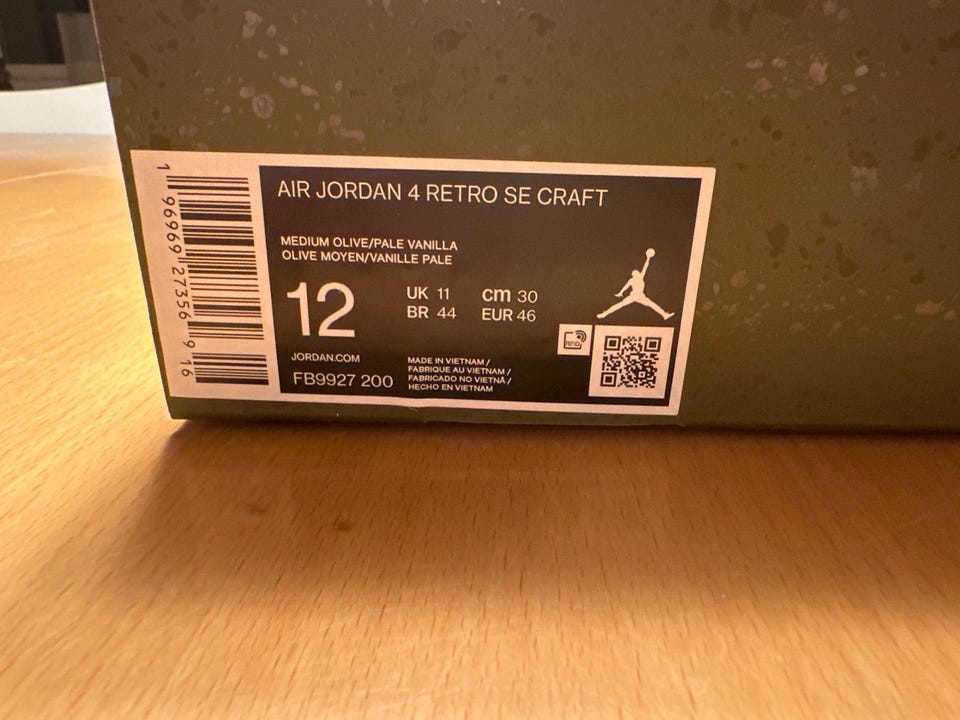 AIR JORDAN 4 RETRO SE CRAFT
MEDIUM OLIVE/PALE VANILLA
OLIVE MOYEN/VANILLE PALE
12
UK 11 cm 30
BR 44 EUR 46
JORDAN.COM
FB9927 200
MADE IN VIETNAM /
FABRIQUE AU VIETNAM /
FABRICADO NO VIETNÃ /
HECHO EN VIETNAM
RFID
1 96969 27356 9 16